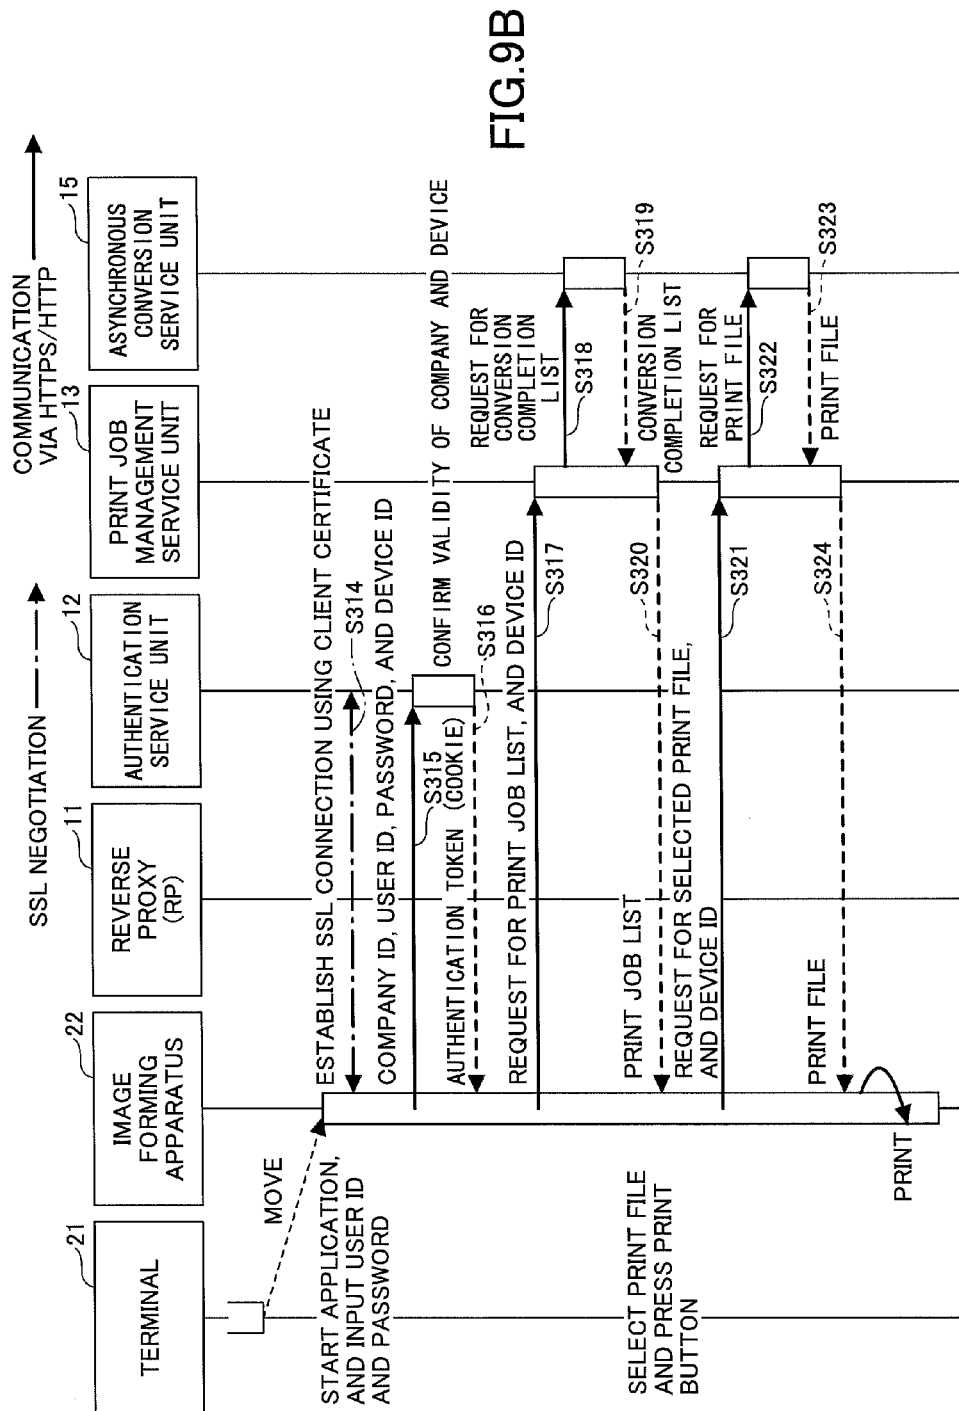 SSL NEGOTIATION
COMMUNICATION
VIA HTTPS/HTTP
21
TERMINAL
22
IMAGE
FORMING
APPARATUS
11
REVERSE
PROXY
(RP)
12
AUTHENTICATION
SERVICE UNIT
13
PRINT JOB
MANAGEMENT
SERVICE UNIT
15
ASYNCHRONOUS
CONVERSION
SERVICE UNIT
MOVE
START APPLICATION,
AND INPUT USER ID
AND PASSWORD
ESTABLISH SSL CONNECTION USING CLIENT CERTIFICATE
S314
COMPANY ID, USER ID, PASSWORD, AND DEVICE ID
S315
CONFIRM VALIDITY OF COMPANY AND DEVICE
AUTHENTICATION TOKEN (COOKIE)
S316
REQUEST FOR PRINT JOB LIST, AND DEVICE ID
S317
REQUEST FOR
CONVERSION
COMPLETION
LIST
S318
S319
CONVERSION
COMPLETION LIST
PRINT JOB LIST
S320
SELECT PRINT FILE
AND PRESS PRINT
BUTTON
REQUEST FOR SELECTED PRINT FILE,
AND DEVICE ID
S321
REQUEST FOR
PRINT FILE
S322
S323
PRINT FILE
PRINT FILE
S324
PRINT
FIG.9B